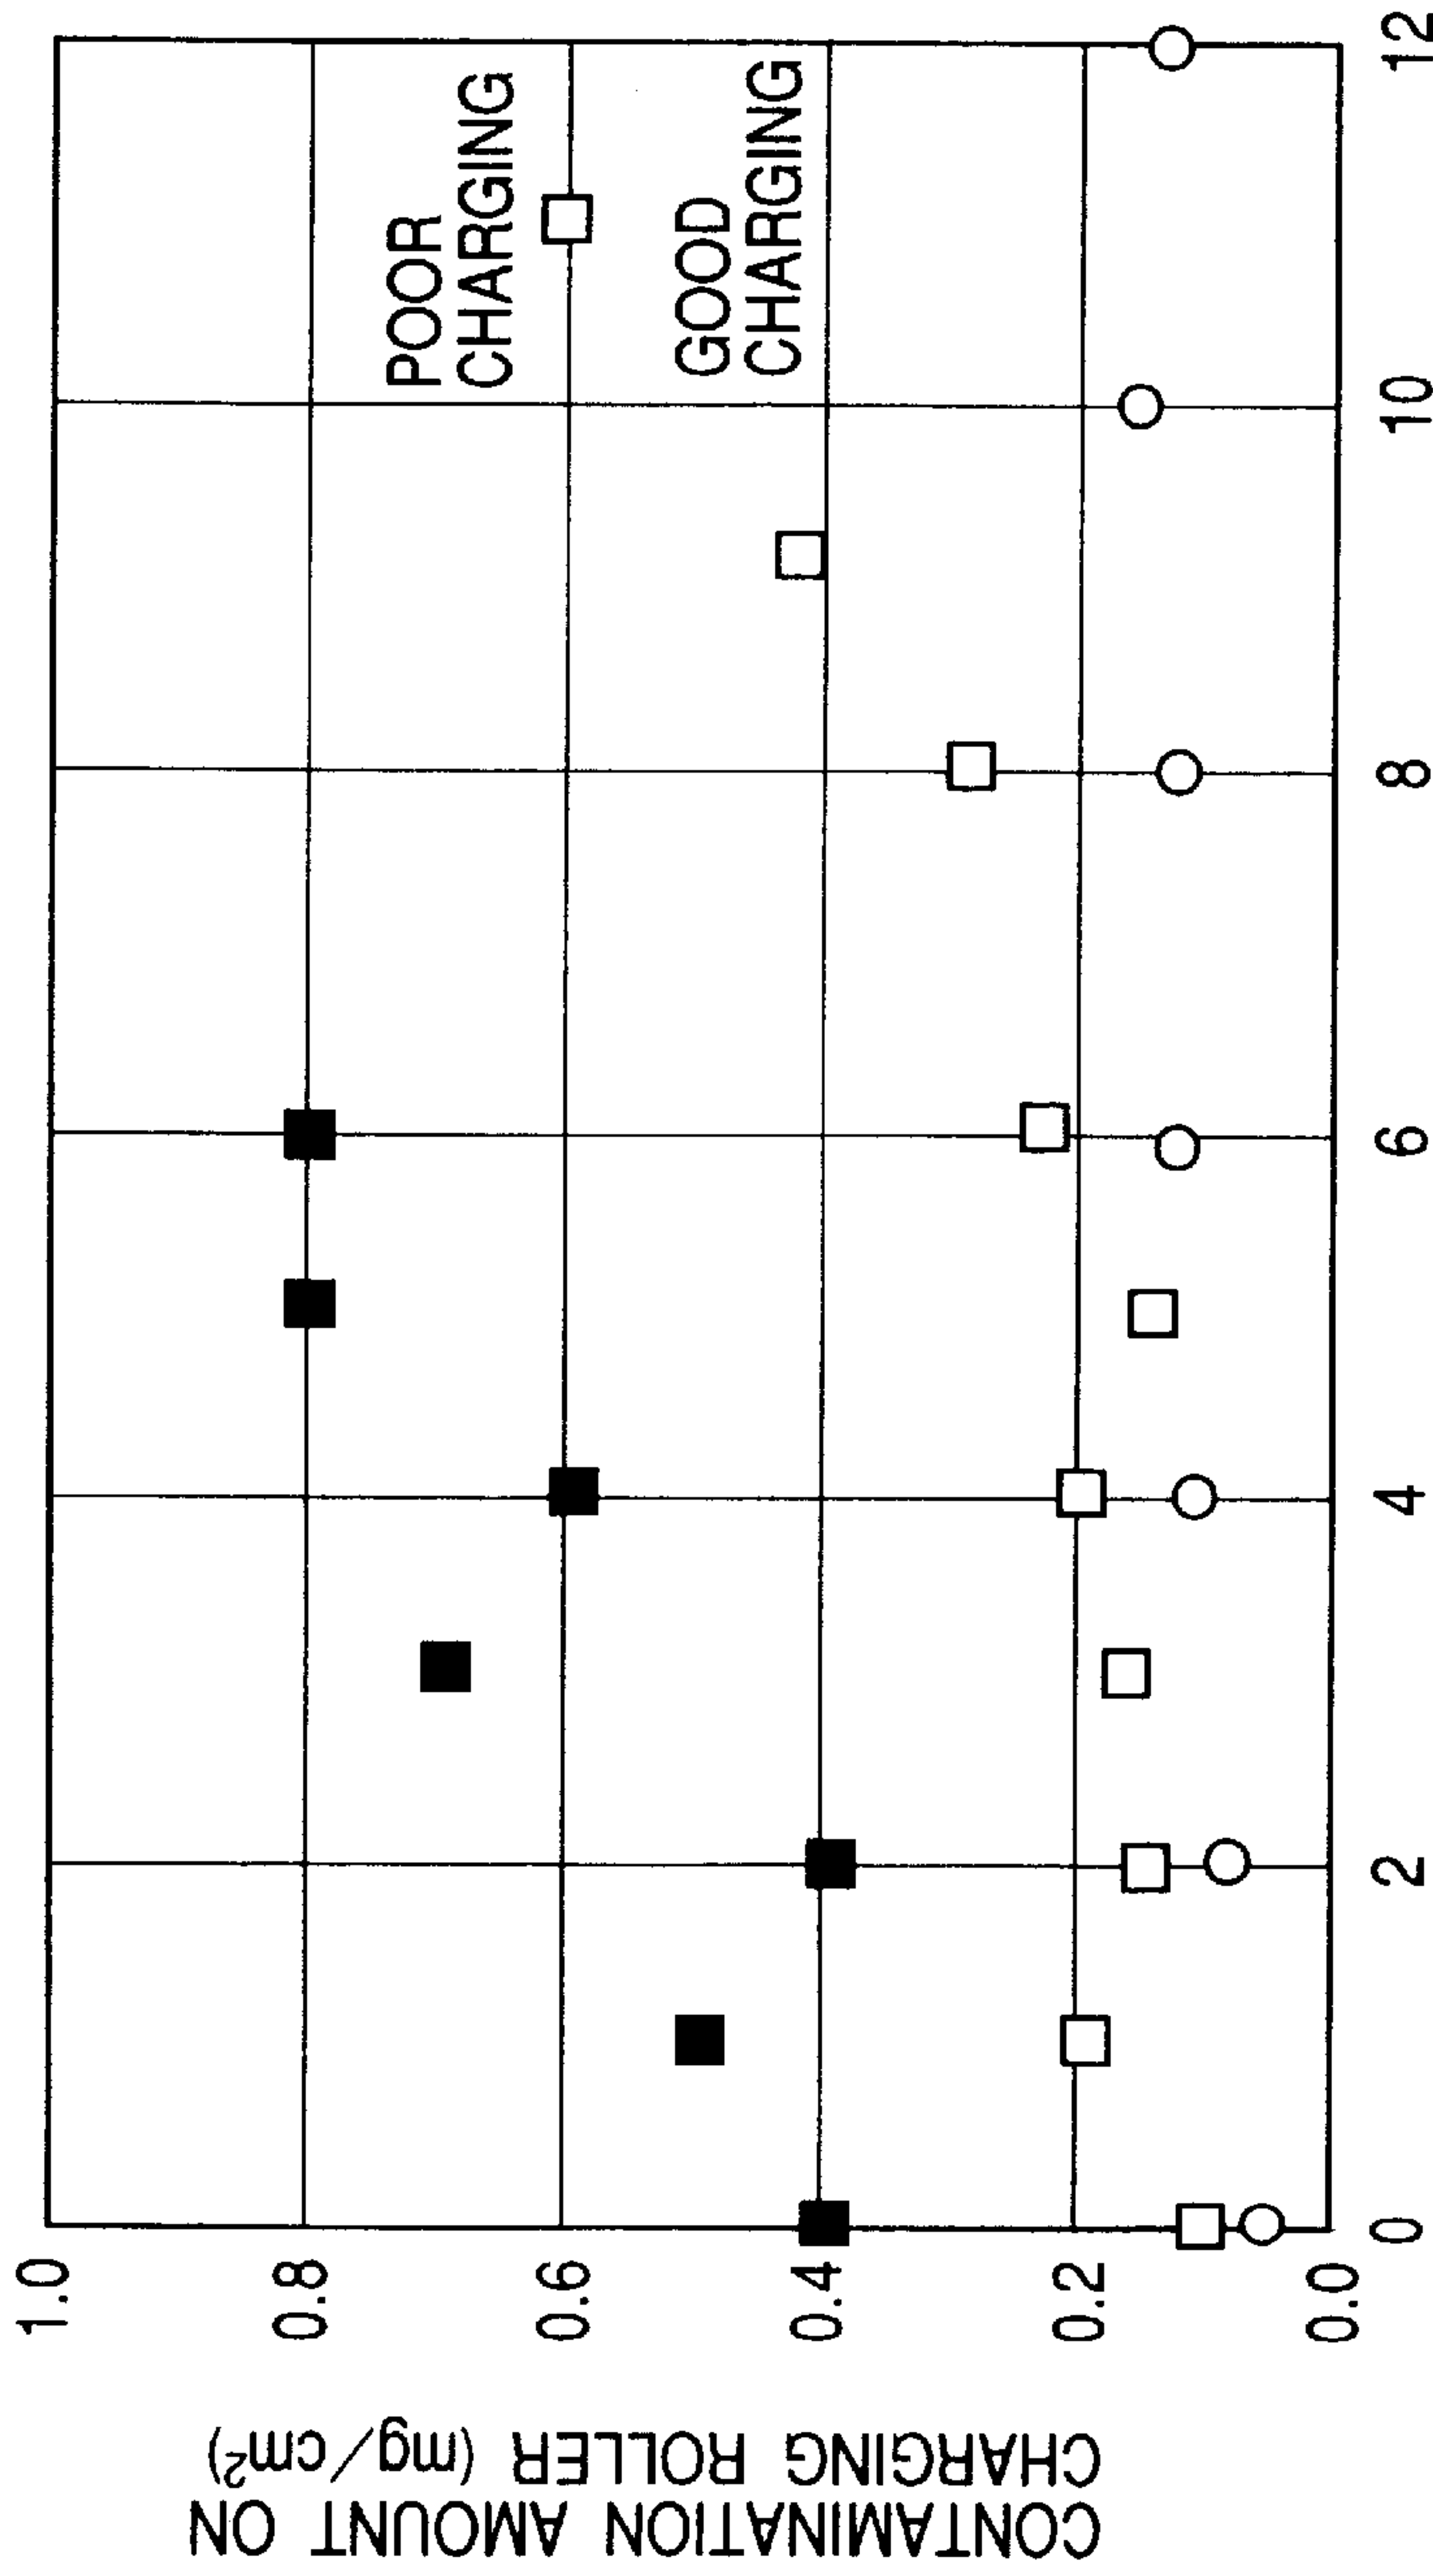 CONTAMINATION AMOUNT ON
CHARGING ROLLER (mg/cm²)
1.0
0.8
0.6
0.4
0.2
0.0
POOR
CHARGING
GOOD
CHARGING
0 2 4 6 8 10 12